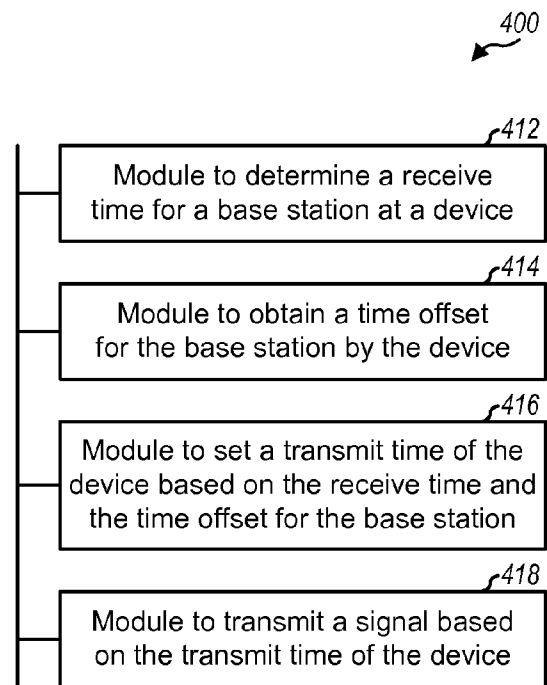 400
412
Module to determine a receive
time for a base station at a device
414
Module to obtain a time offset
for the base station by the device
416
Module to set a transmit time of the
device based on the receive time and
the time offset for the base station
418
Module to transmit a signal based
on the transmit time of the device